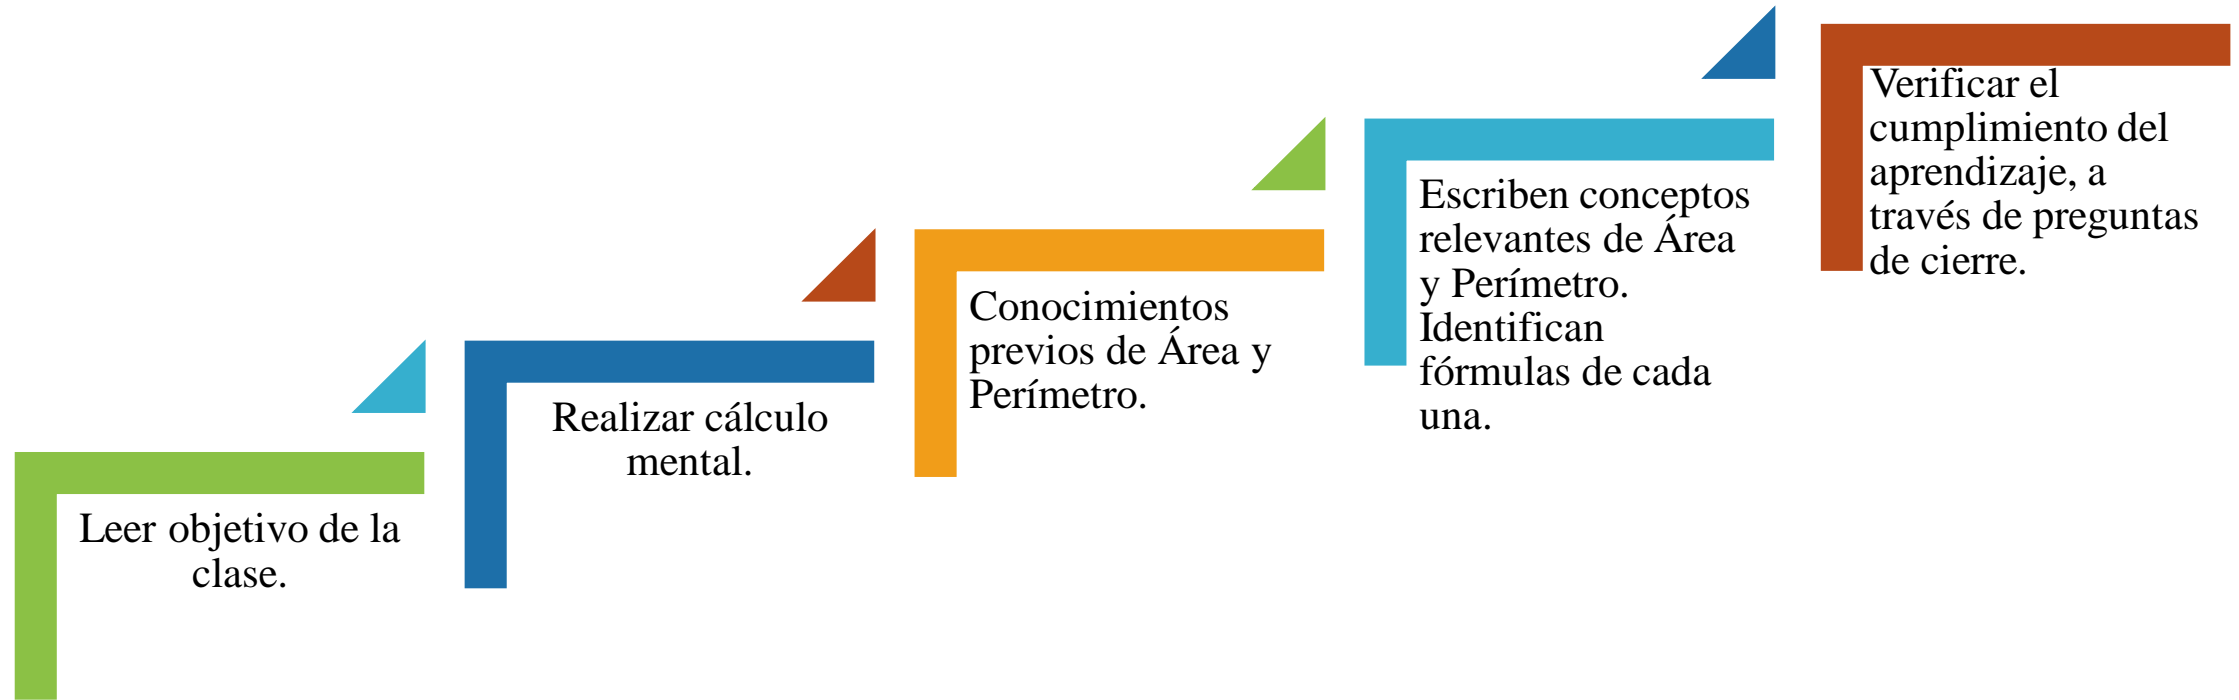 Leer objetivo de la
clase.
Realizar cálculo
mental.
Conocimientos
previos de Área y
Perímetro.
Escriben conceptos
relevantes de Área
y Perímetro.
Identifican
fórmulas de cada
una.
Verificar el
cumplimiento del
aprendizaje, a
través de preguntas
de cierre.